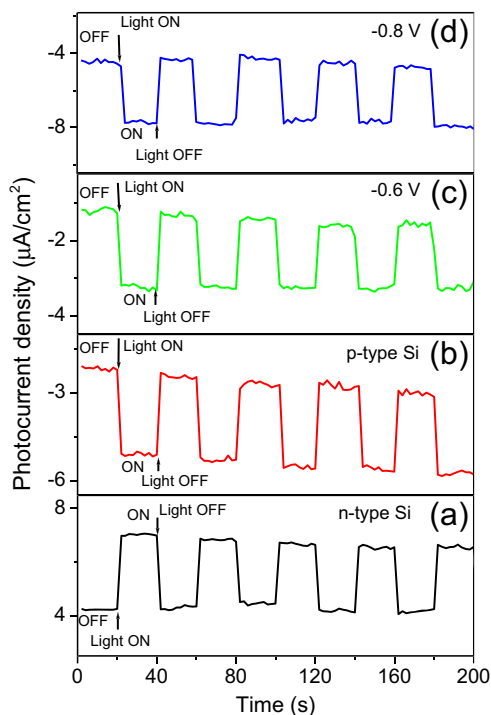 Photocurrent density (μA/cm²)
-4
-8
OFF
Light ON
-0.8 V
(d)
ON
Light OFF
-2
-3
OFF
Light ON
-0.6 V
(c)
ON
Light OFF
-3
-6
OFF
Light ON
p-type Si
(b)
ON
Light OFF
8
4
ON
Light OFF
n-type Si
(a)
OFF
Light ON
0 40 80 120 160 200
Time (s)